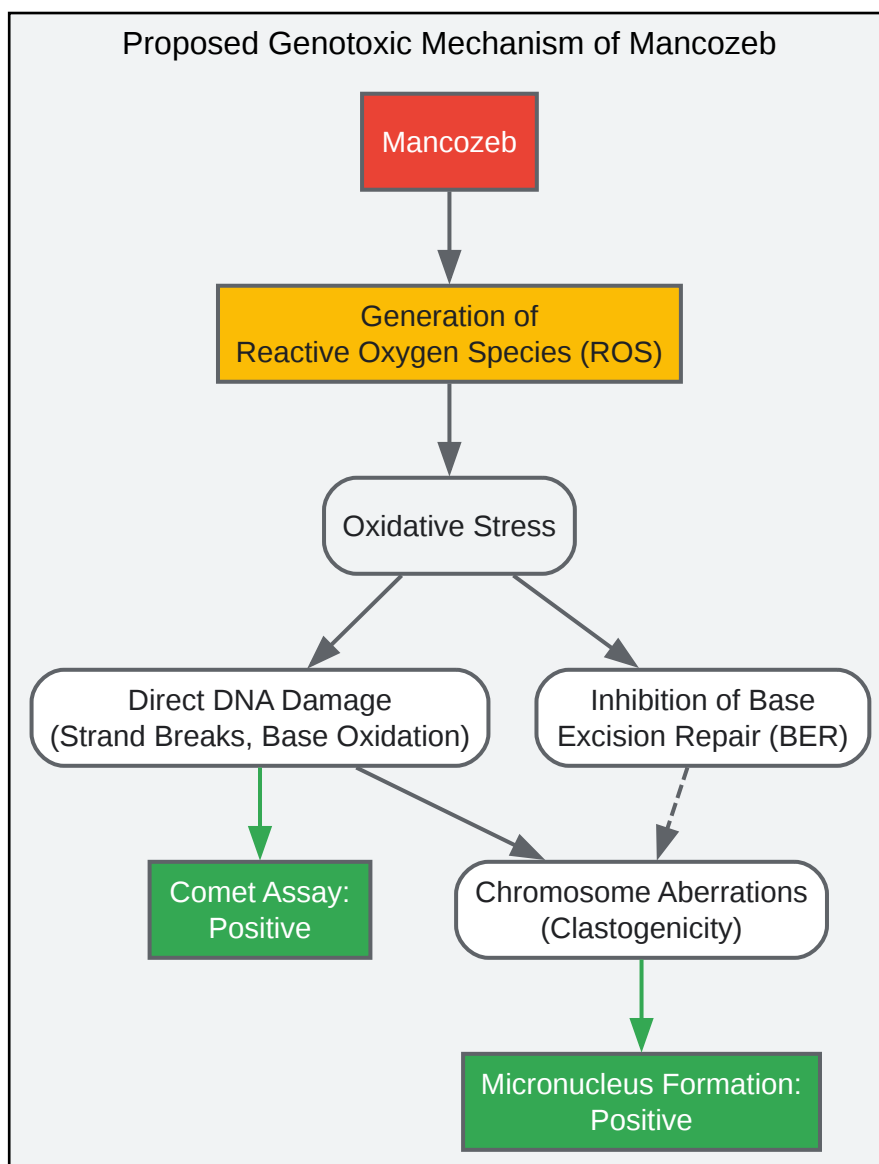 Proposed Genotoxic Mechanism of Mancozeb
Mancozeb
Generation of
Reactive Oxygen Species (ROS)
Oxidative Stress
Direct DNA Damage
(Strand Breaks, Base Oxidation)
Inhibition of Base
Excision Repair (BER)
Comet Assay:
Positive
Chromosome Aberrations
(Clastogenicity)
Micronucleus Formation:
Positive